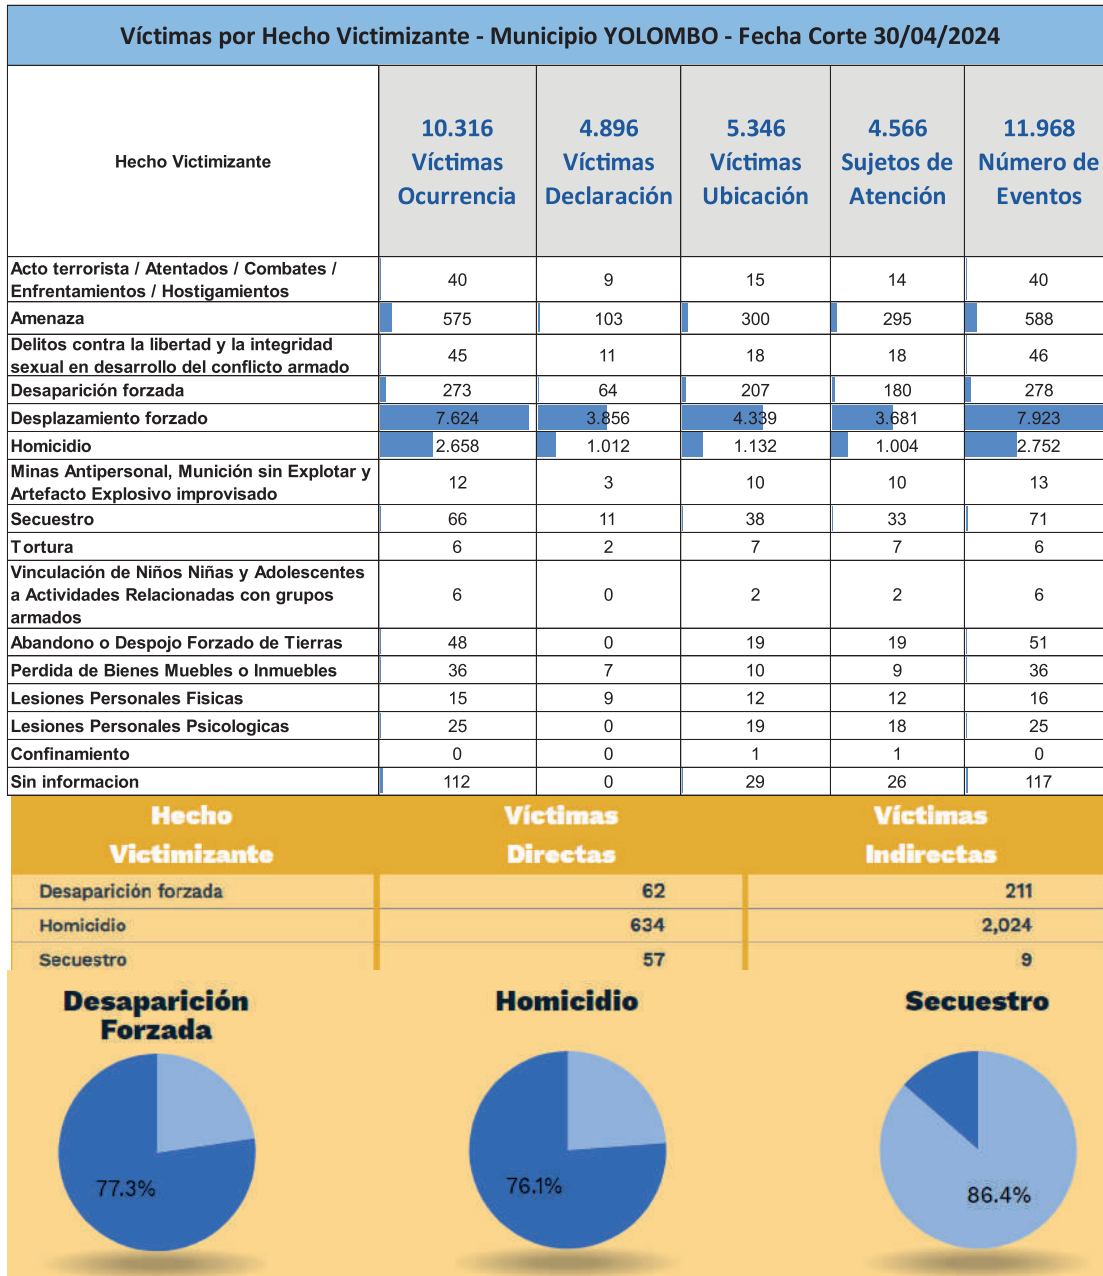 Víctimas por Hecho Victimizante - Municipio YOLOMBO - Fecha Corte 30/04/2024
Hecho Victimizante
10.316 Víctimas Ocurrencia
4.896 Víctimas Declaración
5.346 Víctimas Ubicación
4.566 Sujetos de Atención
11.968 Número de Eventos
Acto terrorista / Atentados / Combates /
Enfrentamientos / Hostigamientos
40 9 15 14 40
Amenaza 575 103 300 295 588
Delitos contra la libertad y la integridad
sexual en desarrollo del conflicto armado
45 11 18 18 46
Desaparición forzada 273 64 207 180 278
Desplazamiento forzado 7.624 3.856 4.339 3.681 7.923
Homicidio 2.658 1.012 1.132 1.004 2.752
Minas Antipersonal, Munición sin Explotar y
Artefacto Explosivo improvisado
12 3 10 10 13
Secuestro 66 11 38 33 71
Tortura 6 2 7 7 6
Vinculación de Niños Niñas y Adolescentes
a Actividades Relacionadas con grupos
armados
6 0 2 2 6
Abandono o Despojo Forzado de Tierras 48 0 19 19 51
Perdida de Bienes Muebles o Inmuebles 36 7 10 9 36
Lesiones Personales Fisicas 15 9 12 12 16
Lesiones Personales Psicologicas 25 0 19 18 25
Confinamiento 0 0 1 1 0
Sin informacion 112 0 29 26 117
Hecho Víctimas Víctimas
Victimizante Directas Indirectas
Desaparición forzada 62 211
Homicidio 634 2,024
Secuestro 57 9
Desaparición
Forzada
Homicidio
Secuestro
77.3%
76.1%
86.4%